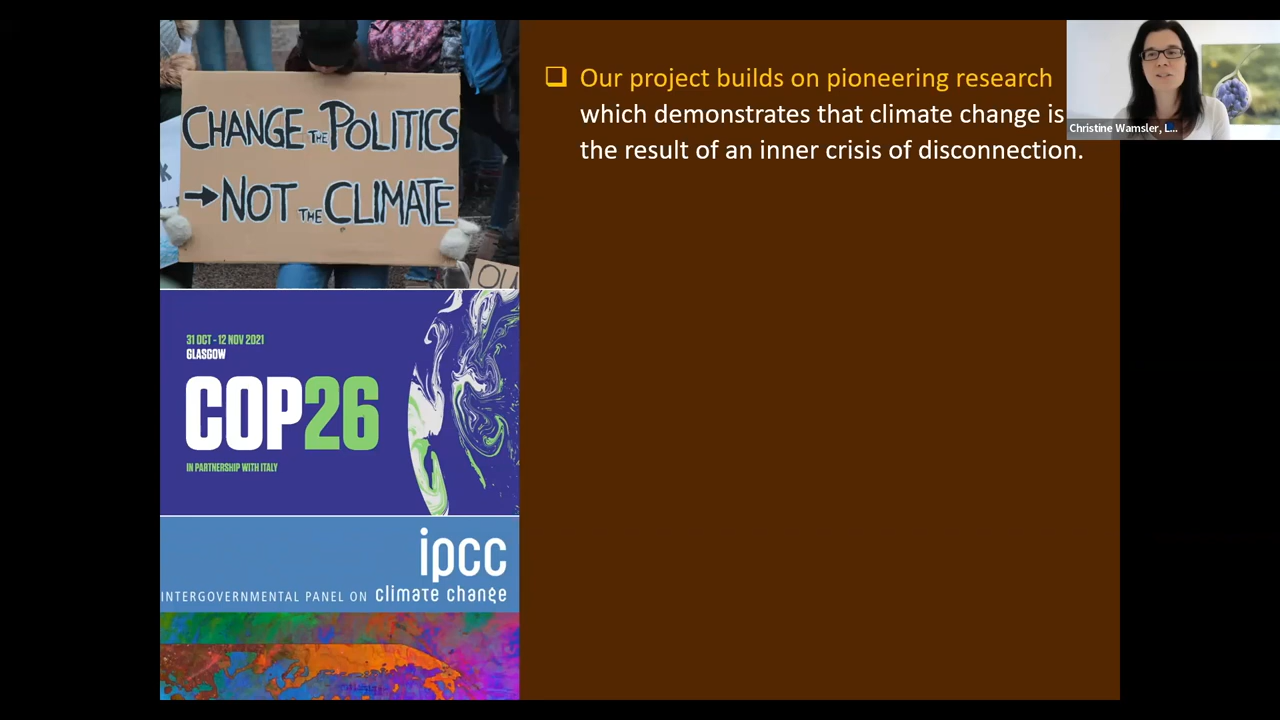 CHANGE THE POLITICS
→NOT THE CLIMATE
OU
31 OCT - 12 NOV 2021
GLASGOW
COP26
IN PARTNERSHIP WITH ITALY
ipcc
INTERGOVERNMENTAL PANEL ON climate change
❑ Our project builds on pioneering research
which demonstrates that climate change is
the result of an inner crisis of disconnection.
Christine Wamsler, L...